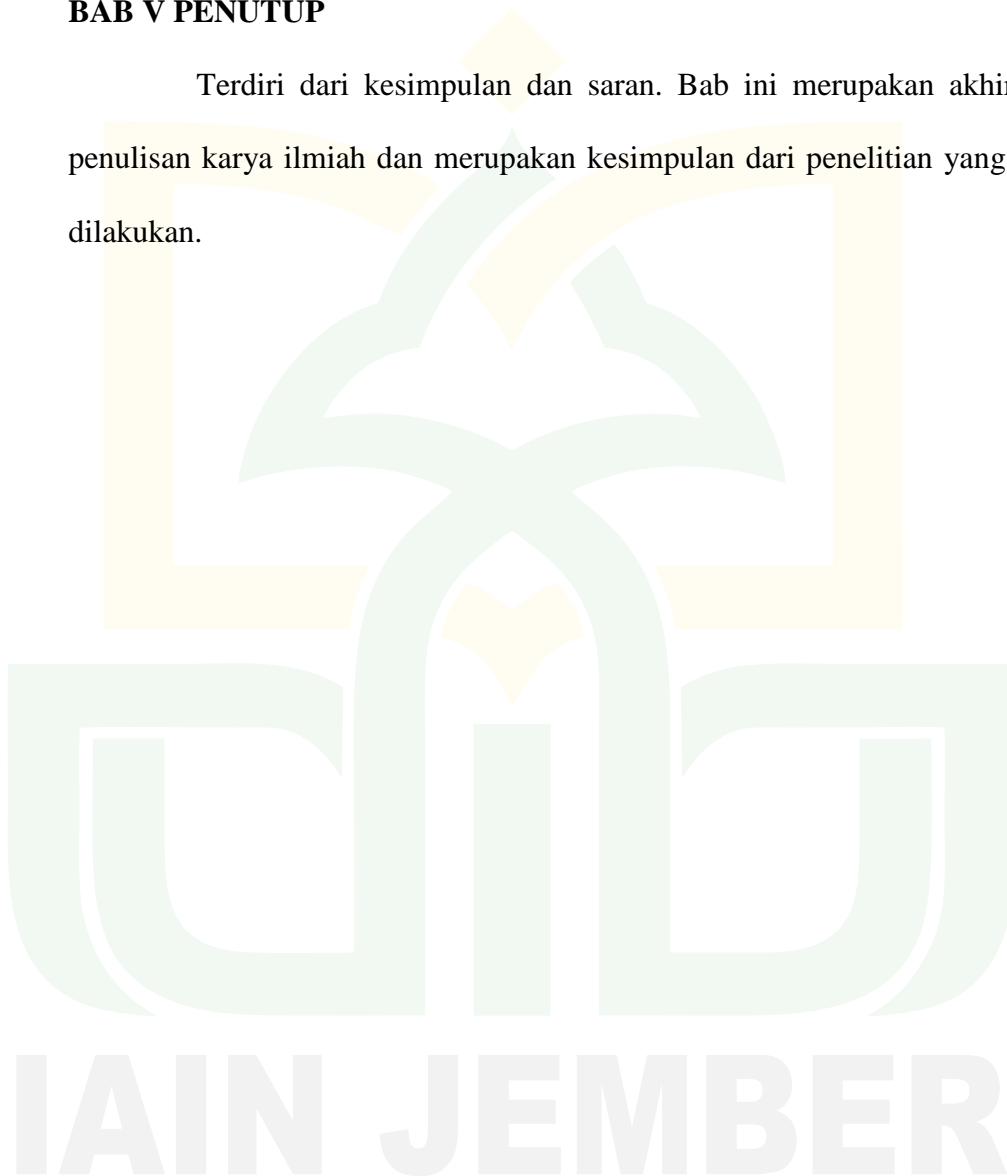 BAB V PENUTUP
Terdiri dari kesimpulan dan saran. Bab ini merupakan akhir
penulisan karya ilmiah dan merupakan kesimpulan dari penelitian yang
dilakukan.
IAIN JEMBER